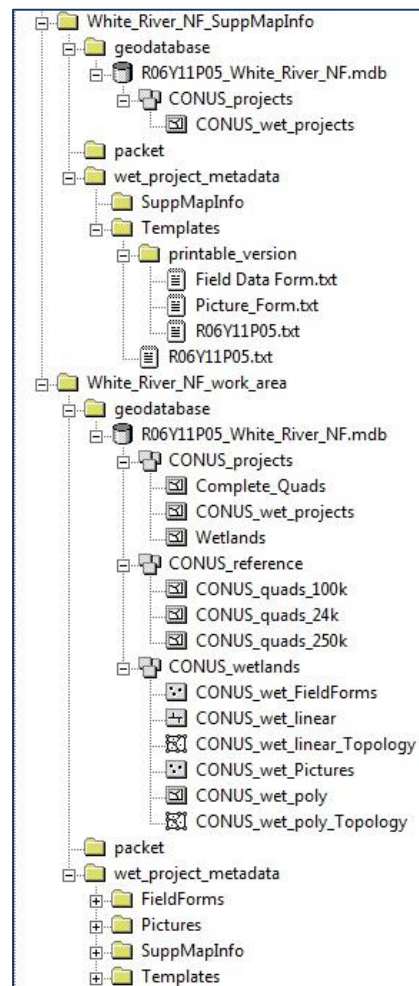 White_River_NF_SuppMapInfo
geodatabase
R06Y11P05_White_River_NF.mdb
CONUS_projects
CONUS_wet_projects
packet
wet_project_metadata
SuppMapInfo
Templates
printable_version
Field Data Form.txt
Picture_Form.txt
R06Y11P05.txt
R06Y11P05.txt
White_River_NF_work_area
geodatabase
R06Y11P05_White_River_NF.mdb
CONUS_projects
Complete_Quads
CONUS_wet_projects
Wetlands
CONUS_reference
CONUS_quads_100k
CONUS_quads_24k
CONUS_quads_250k
CONUS_wetlands
CONUS_wet_FieldForms
CONUS_wet_linear
CONUS_wet_linear_Topology
CONUS_wet_Pictures
CONUS_wet_poly
CONUS_wet_poly_Topology
packet
wet_project_metadata
FieldForms
Pictures
SuppMapInfo
Templates